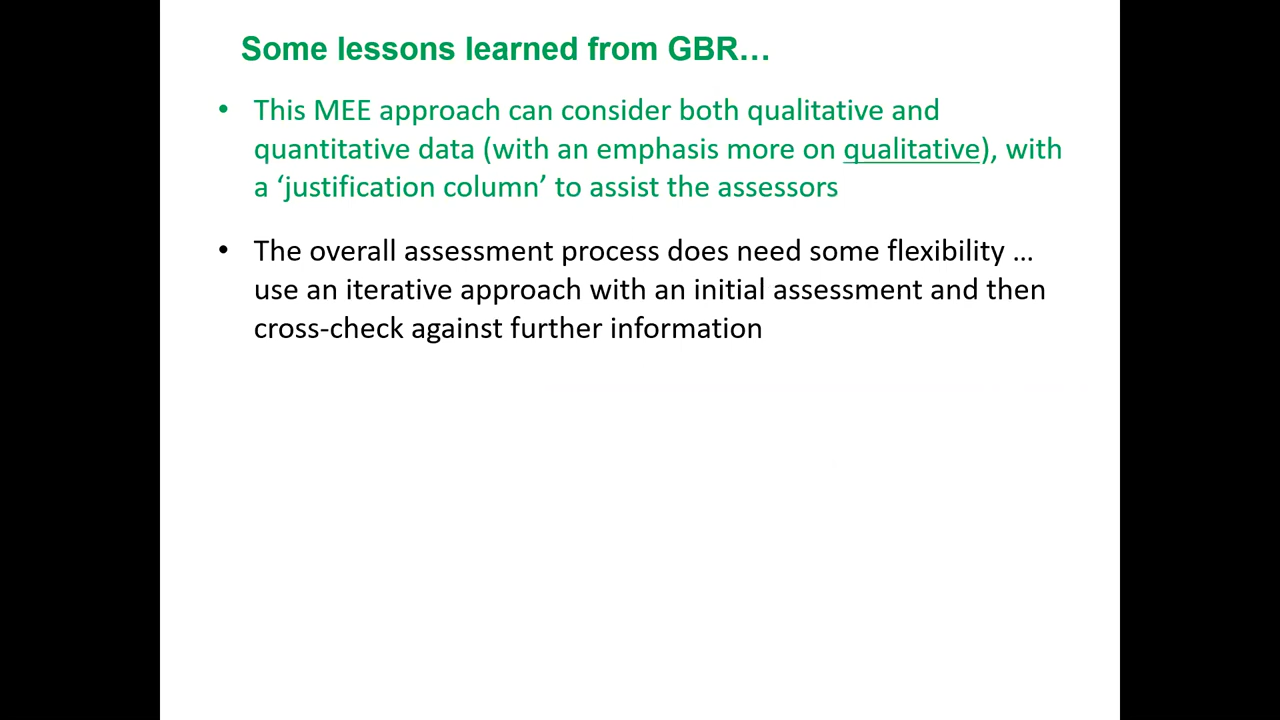 Some lessons learned from GBR…
• This MEE approach can consider both qualitative and
quantitative data (with an emphasis more on qualitative), with
a ‘justification column’ to assist the assessors
• The overall assessment process does need some flexibility …
use an iterative approach with an initial assessment and then
cross-check against further information